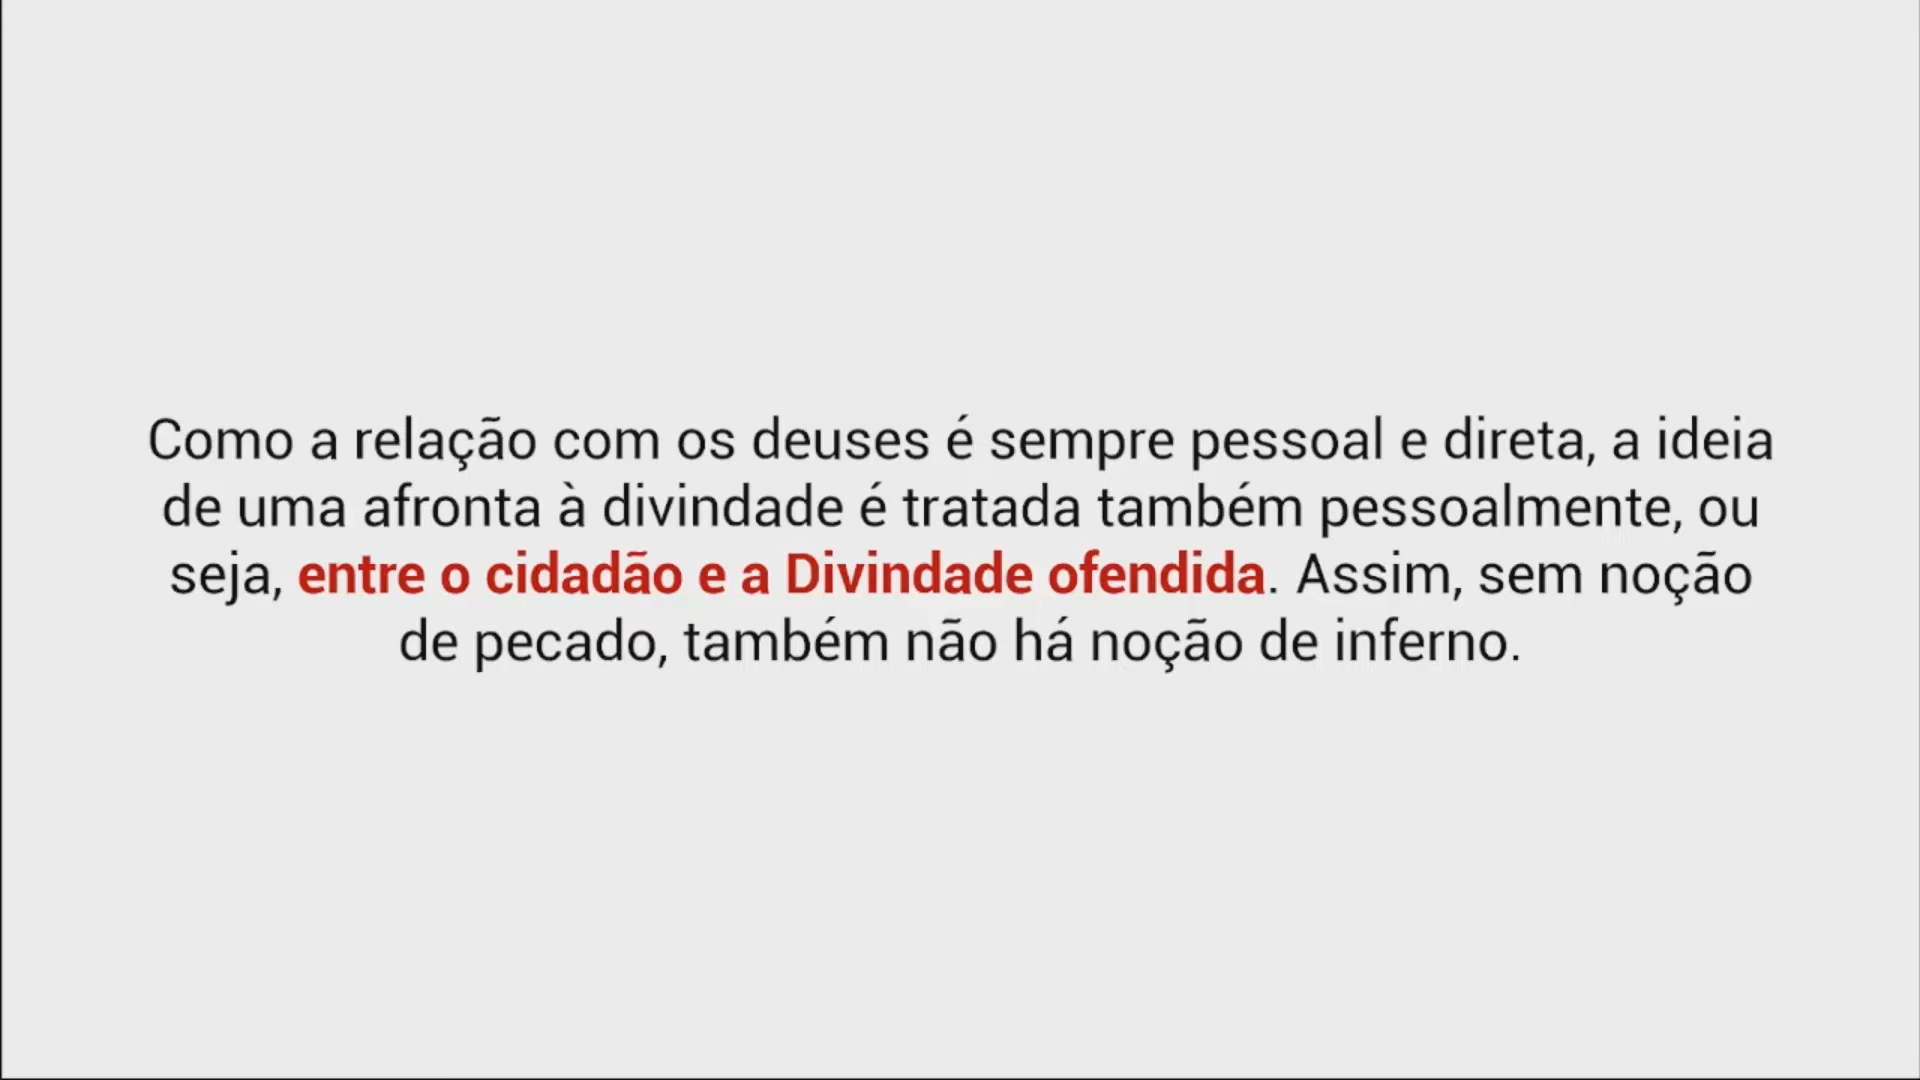 Como a relação com os deuses é sempre pessoal e direta, a ideia
de uma afronta à divindade é tratada também pessoalmente, ou
seja, entre o cidadão e a Divindade ofendida. Assim, sem noção
de pecado, também não há noção de inferno.